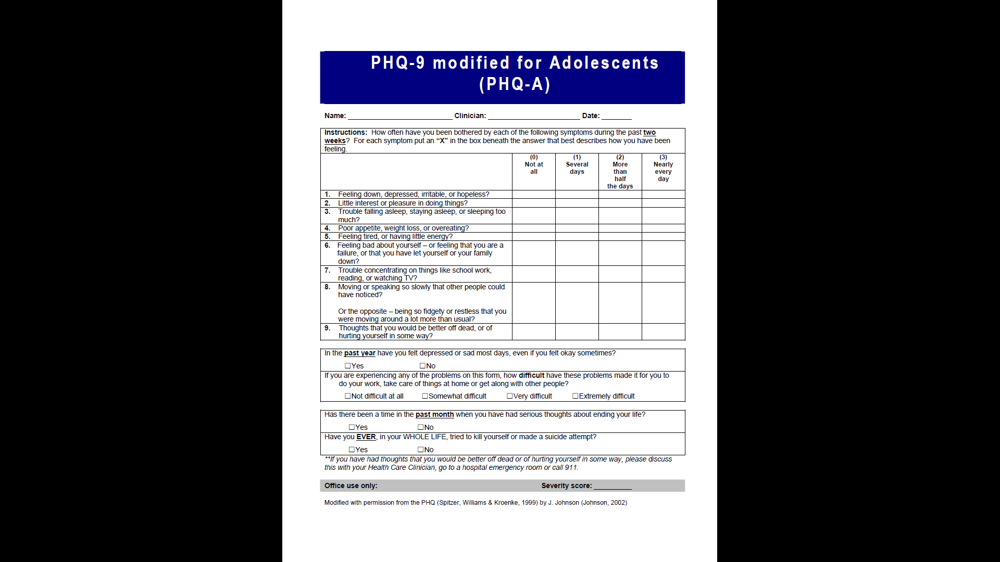 PHQ-9 modified for Adolescents
(PHQ-A)
Name: __________________________ Clinician: _______________________ Date: ________
Instructions:  How often have you been bothered by each of the following symptoms during the past two
weeks?  For each symptom put an “X” in the box beneath the answer that best describes how you have been
feeling.
(0)
Not at
all
(1)
Several
days
(2)
More
than
half
the days
(3)
Nearly
every
day
1. Feeling down, depressed, irritable, or hopeless?
2. Little interest or pleasure in doing things?
3. Trouble falling asleep, staying asleep, or sleeping too
much?
4. Poor appetite, weight loss, or overeating?
5. Feeling tired, or having little energy?
6. Feeling bad about yourself – or feeling that you are a
failure, or that you have let yourself or your family
down?
7. Trouble concentrating on things like school work,
reading, or watching TV?
8. Moving or speaking so slowly that other people could
have noticed?
Or the opposite – being so fidgety or restless that you
were moving around a lot more than usual?
9. Thoughts that you would be better off dead, or of
hurting yourself in some way?
In the past year have you felt depressed or sad most days, even if you felt okay sometimes?
☐Yes ☐No
If you are experiencing any of the problems on this form, how difficult have these problems made it for you to
do your work, take care of things at home or get along with other people?
☐Not difficult at all ☐Somewhat difficult ☐Very difficult ☐Extremely difficult
Has there been a time in the past month when you have had serious thoughts about ending your life?
☐Yes ☐No
Have you EVER, in your WHOLE LIFE, tried to kill yourself or made a suicide attempt?
☐Yes ☐No
**If you have had thoughts that you would be better off dead or of hurting yourself in some way, please discuss
this with your Health Care Clinician, go to a hospital emergency room or call 911.
Office use only: Severity score: __________
Modified with permission from the PHQ (Spitzer, Williams & Kroenke, 1999) by J. Johnson (Johnson, 2002)